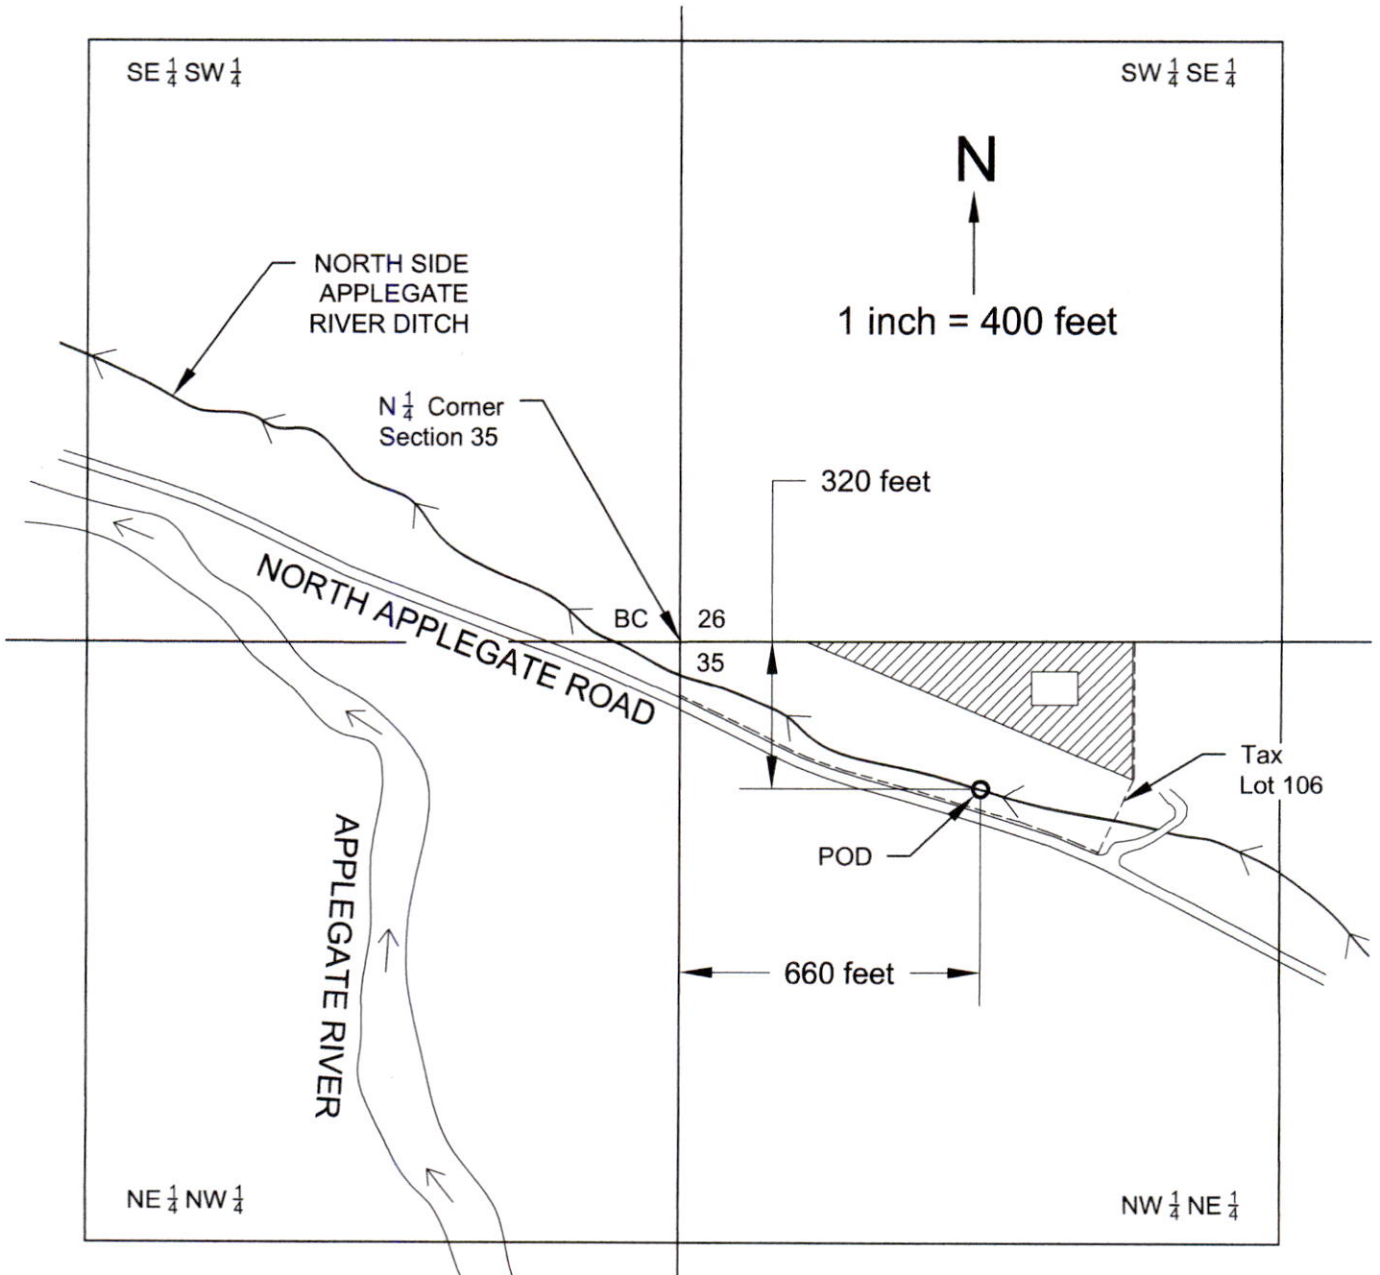 SE 1/4 SW 1/4
SW 1/4 SE 1/4
N
1 inch = 400 feet
NORTH SIDE
APPLEGATE
RIVER DITCH
N 1/4 Corner
Section 35
320 feet
BC
26
35
NORTH APPLEGATE ROAD
Tax
Lot 106
POD
660 feet
APPLEGATE RIVER
NE 1/4 NW 1/4
NW 1/4 NE 1/4